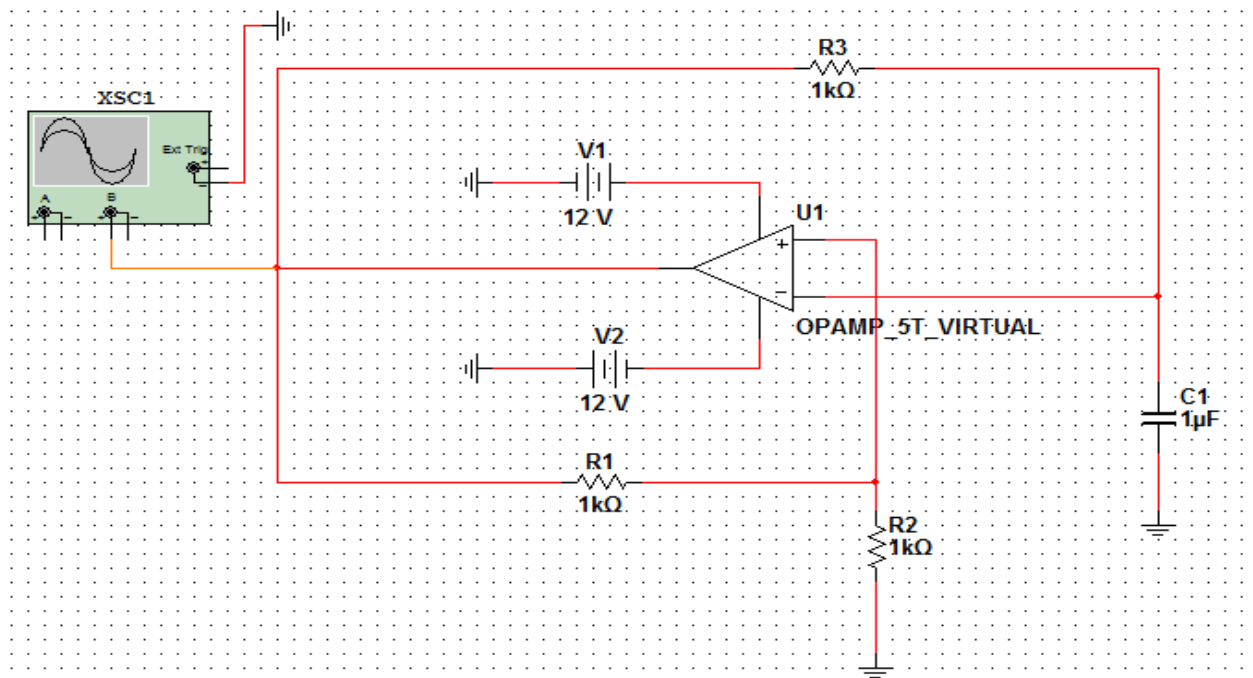 R3
1kΩ
XSC1
Ext Trig
+
_
A
B
+ _ + _
V1
12 V
U1
+
−
OPAMP_5T_VIRTUAL
V2
12 V
C1
1µF
R1
1kΩ
R2
1kΩ